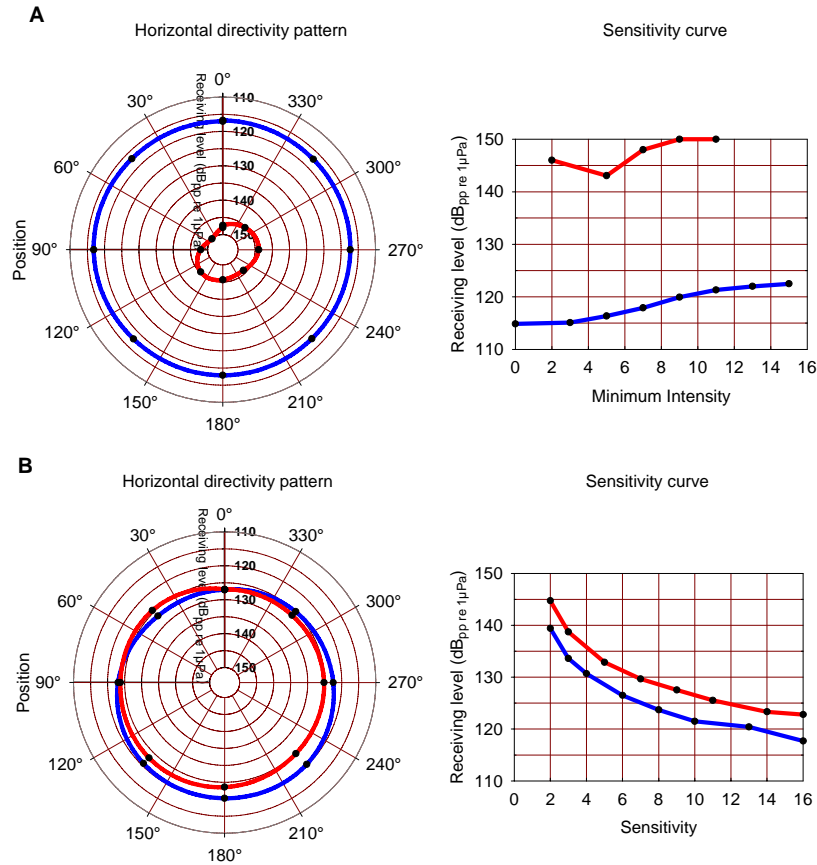 A
Horizontal directivity pattern
Sensitivity curve
0°
30°
330°
60°
300°
90°
270°
120°
240°
150°
210°
180°
Position
Receiving level (dBpp re 1µPa)
110
120
130
140
150
Receiving level (dBpp re 1µPa)
150
140
130
120
110
0 2 4 6 8 10 12 14 16
Minimum Intensity
B
Horizontal directivity pattern
Sensitivity curve
0°
30°
330°
60°
300°
90°
270°
120°
240°
150°
210°
180°
Position
Receiving level (dBpp re 1µPa)
110
120
130
140
150
Receiving level (dBpp re 1µPa)
150
140
130
120
110
0 2 4 6 8 10 12 14 16
Sensitivity